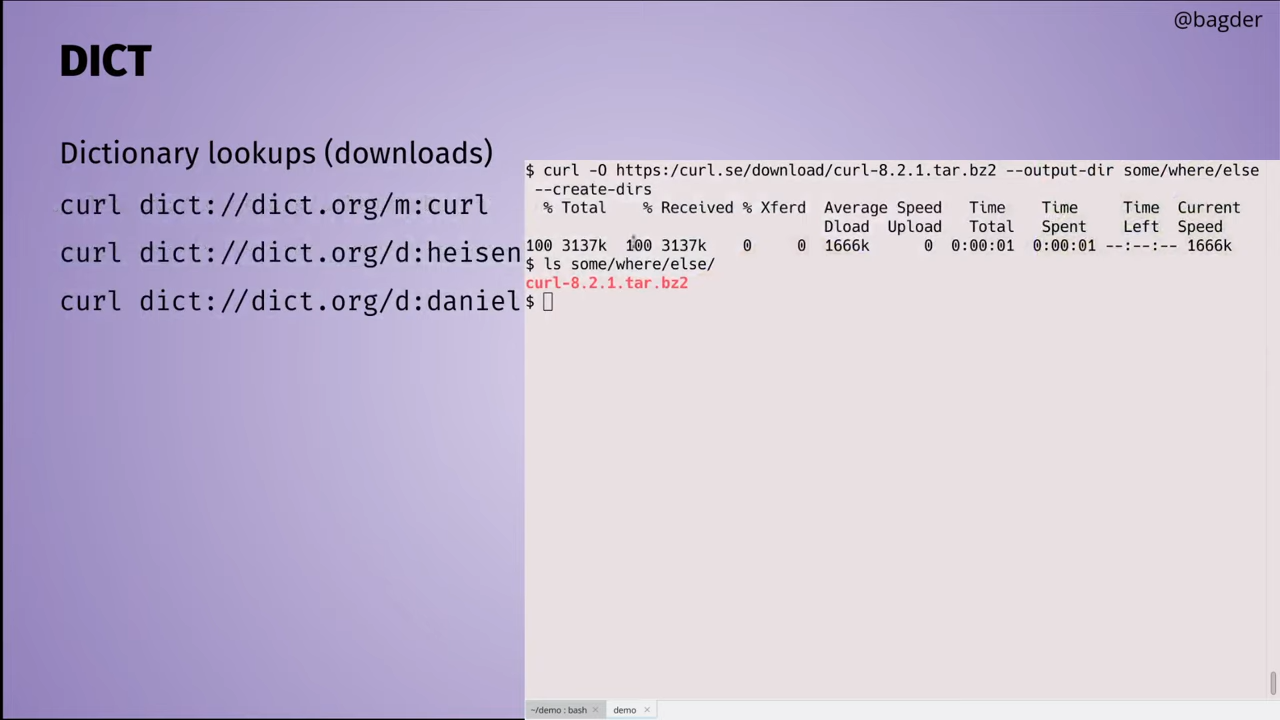 @bagder
DICT
Dictionary lookups (downloads)
curl dict://dict.org/m:curl
curl dict://dict.org/d:heisen
curl dict://dict.org/d:daniel
$ curl -O https:/curl.se/download/curl-8.2.1.tar.bz2 --output-dir some/where/else
--create-dirs
% Total % Received % Xferd Average Speed Time Time Time Current
Dload Upload Total Spent Left Speed
100 3137k 100 3137k 0 0 1666k 0 0:00:01 0:00:01 --:--:-- 1666k
$ ls some/where/else/
curl-8.2.1.tar.bz2
$
~/demo : bash × demo ×